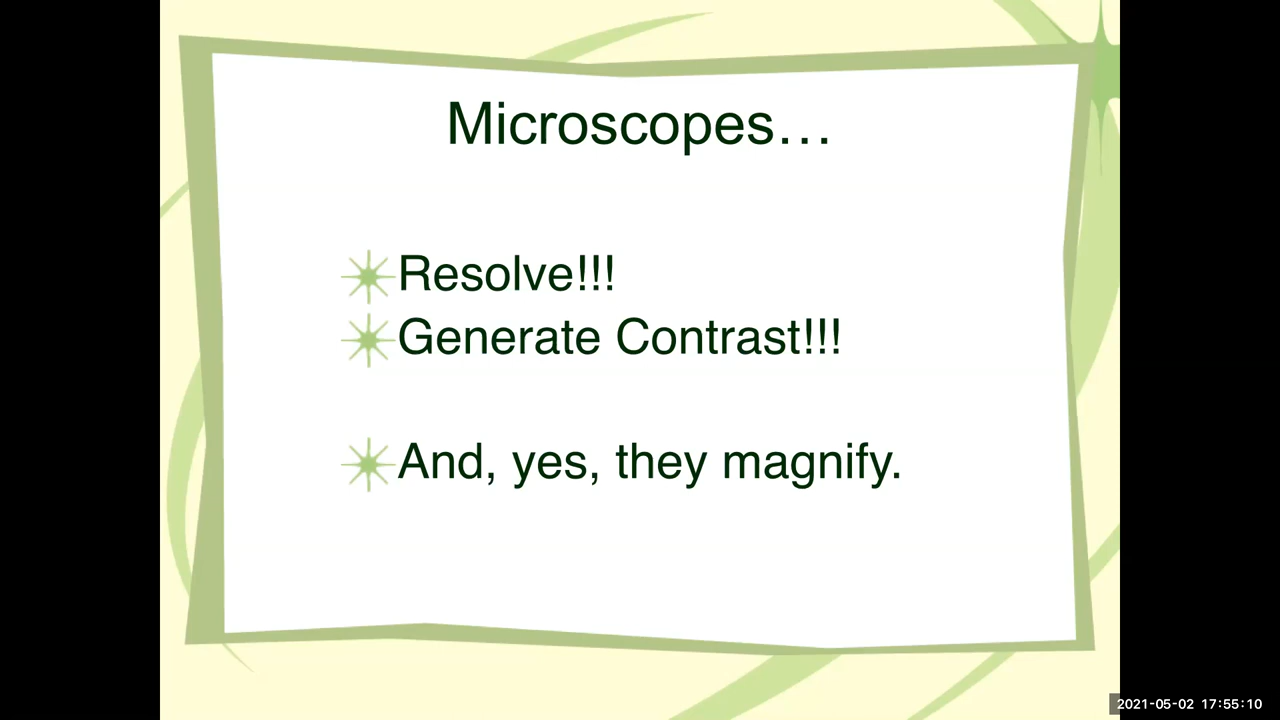 Microscopes…
Resolve!!!
Generate Contrast!!!
And, yes, they magnify.
2021-05-02 17:55:10